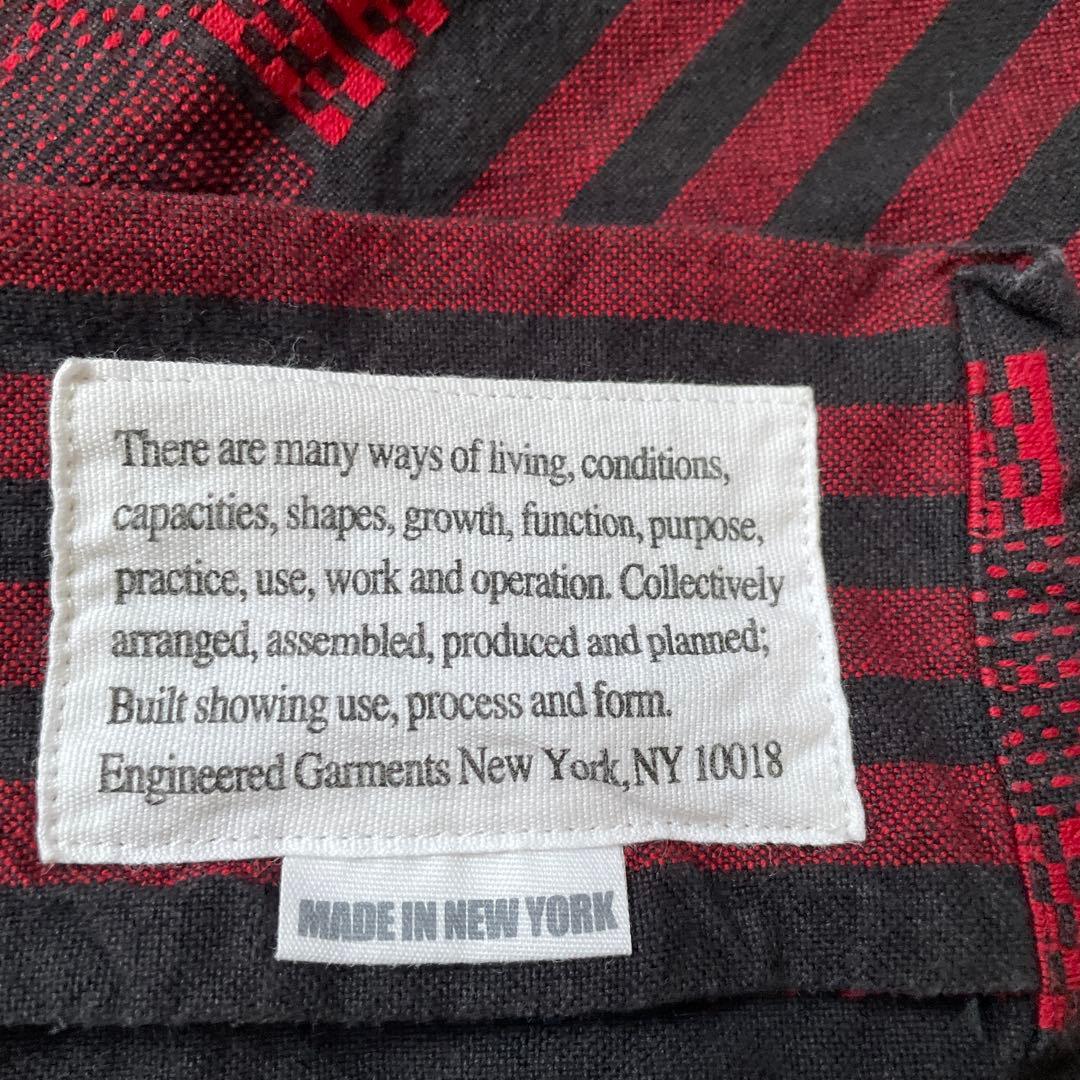 There are many ways of living, conditions,
capacities, shapes, growth, function, purpose,
practice, use, work and operation. Collectively
arranged, assembled, produced and planned;
Built showing use, process and form.
Engineered Garments New York, NY 10018
MADE IN NEW YORK